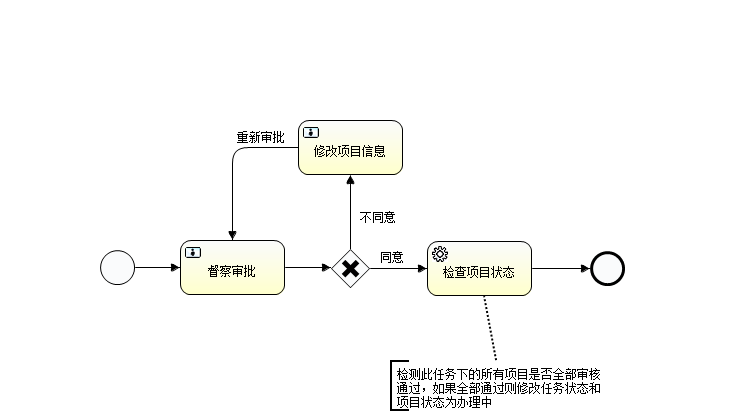 重新审批
修改项目信息
不同意
督察审批
同意
检查项目状态
检测此任务下的所有项目是否全部审核
通过，如果全部通过则修改任务状态和
项目状态为办理中